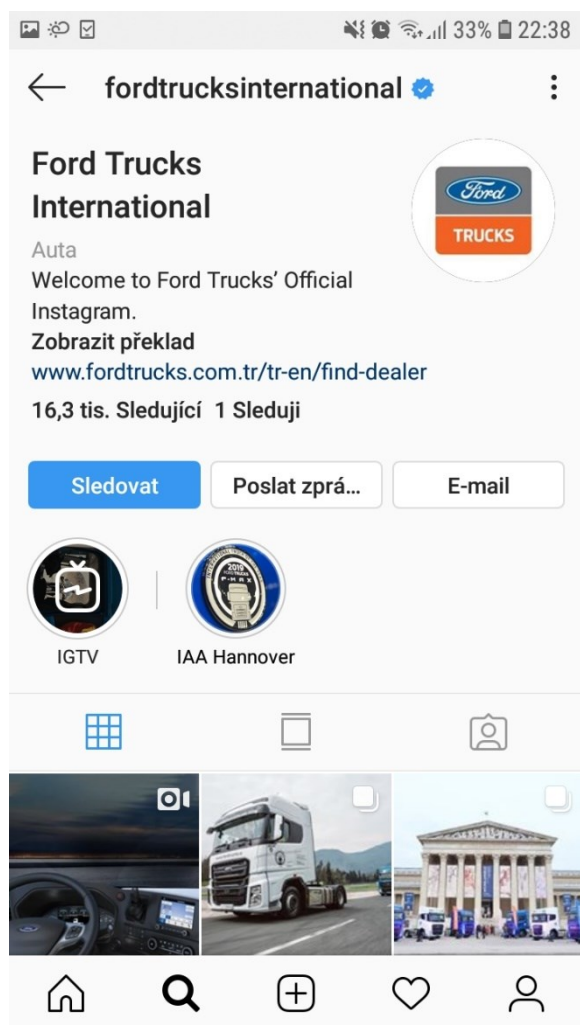 33% 22:38
fordtrucksinternational
Ford Trucks
International
Ford
TRUCKS
Auta
Welcome to Ford Trucks' Official
Instagram.
Zobrazit překlad
www.fordtrucks.com.tr/tr-en/find-dealer
16,3 tis. Sledující 1 Sleduji
Sledovat Poslat zprá... E-mail
2019
IGTV IAA Hannover